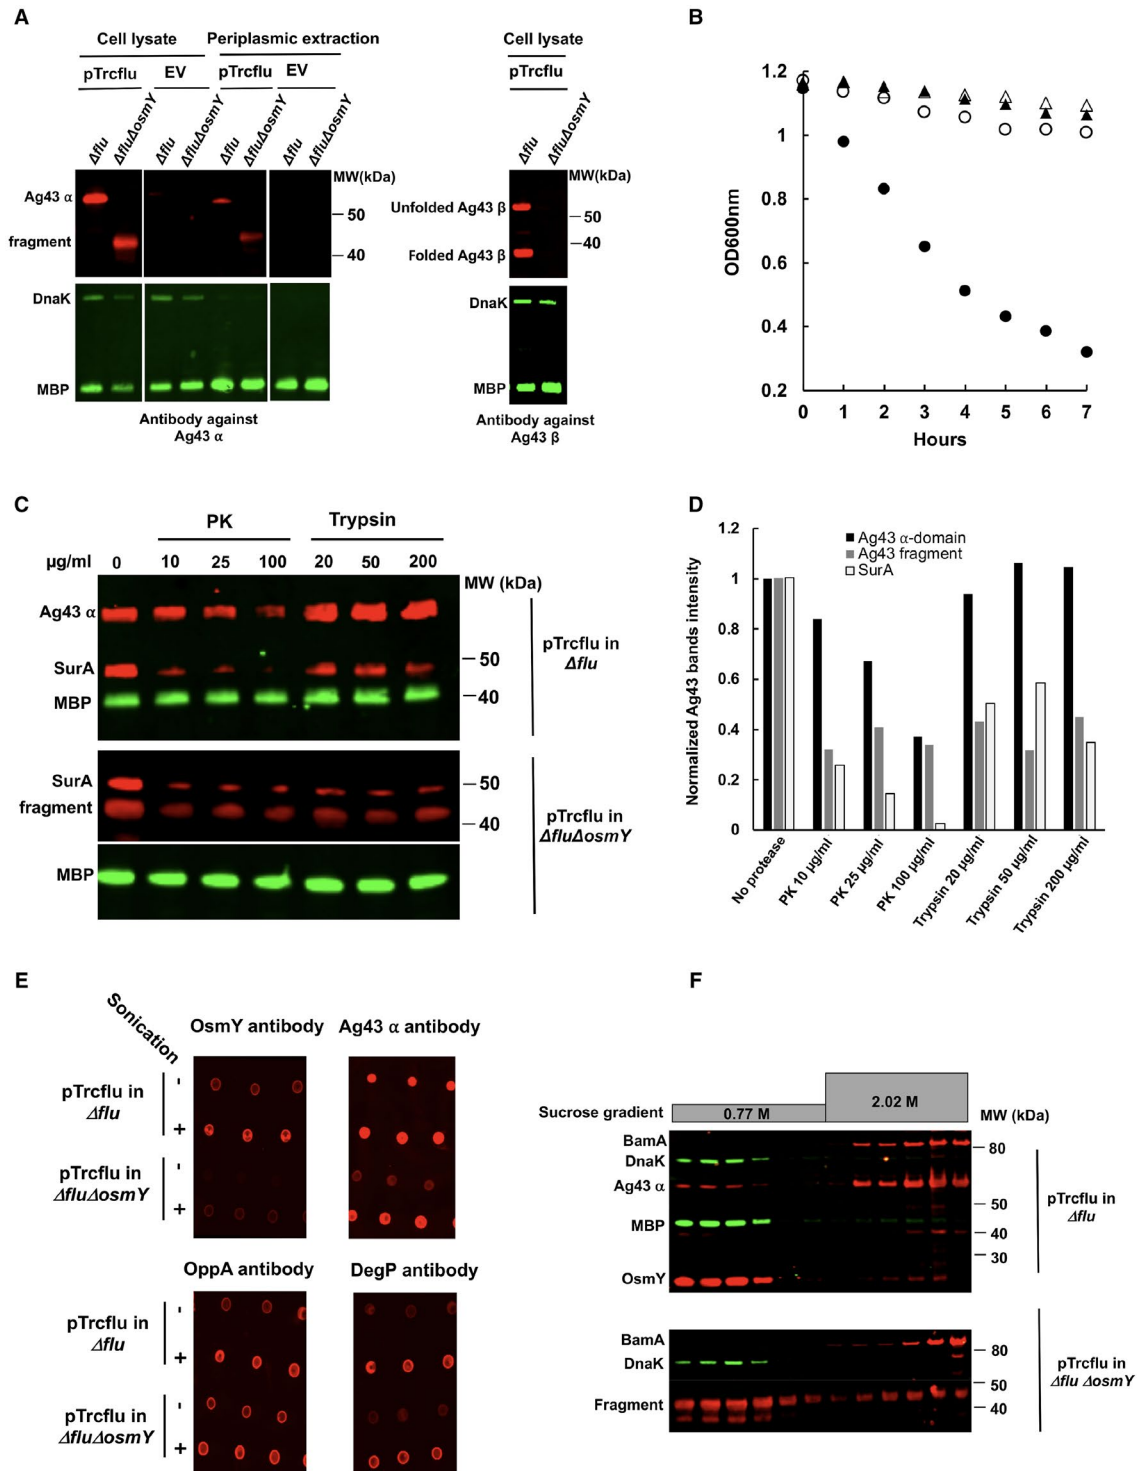 A
Cell lysate
Periplasmic extraction
pTrcflu
EV
pTrcflu
EV
Δflu
ΔfluΔosmY
Δflu
ΔfluΔosmY
Δflu
ΔfluΔosmY
Δflu
ΔfluΔosmY
MW(kDa)
Ag43 α
50
fragment
40
DnaK
MBP
Antibody against
Ag43 α
Cell lysate
pTrcflu
Δflu
ΔfluΔosmY
MW(kDa)
Unfolded Ag43 β
50
40
Folded Ag43 β
DnaK
MBP
Antibody against
Ag43 β
B
OD600nm
1.2
1
0.8
0.6
0.4
0.2
0 1 2 3 4 5 6 7
Hours
C
PK
Trypsin
µg/ml 0 10 25 100 20 50 200
MW (kDa)
Ag43 α
SurA
50
MBP
40
pTrcflu in
Δflu
SurA
50
fragment
40
MBP
pTrcflu in
ΔfluΔosmY
D
Normalized Ag43 bands intensity
1.2
1
0.8
0.6
0.4
0.2
0
Ag43 α-domain
Ag43 fragment
SurA
No protease
PK 10 µg/ml
PK 25 µg/ml
PK 100 µg/ml
Trypsin 20 µg/ml
Trypsin 50 µg/ml
Trypsin 200 µg/ml
E
Sonication
OsmY antibody
Ag43 α antibody
pTrcflu in
Δflu
-
+
pTrcflu in
ΔfluΔosmY
-
+
OppA antibody
DegP antibody
pTrcflu in
Δflu
-
+
pTrcflu in
ΔfluΔosmY
-
+
F
Sucrose gradient
0.77 M
2.02 M
MW (kDa)
BamA
80
DnaK
Ag43 α
50
MBP
40
30
OsmY
pTrcflu in
Δflu
BamA
80
DnaK
50
Fragment
40
pTrcflu in
Δflu ΔosmY